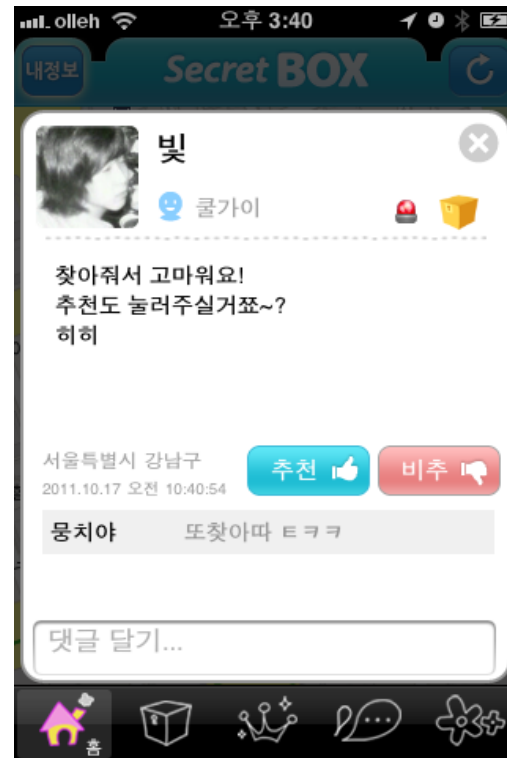 olleh 오후 3:40
내정보 Secret BOX
빛
쿨가이
찾아줘서 고마워요!
추천도 눌러주실거쬬~?
히히
서울특별시 강남구
2011.10.17 오전 10:40:54
추천 비추
뭉치야 또찾아따 ㅌㅋㅋ
댓글 달기...
홈